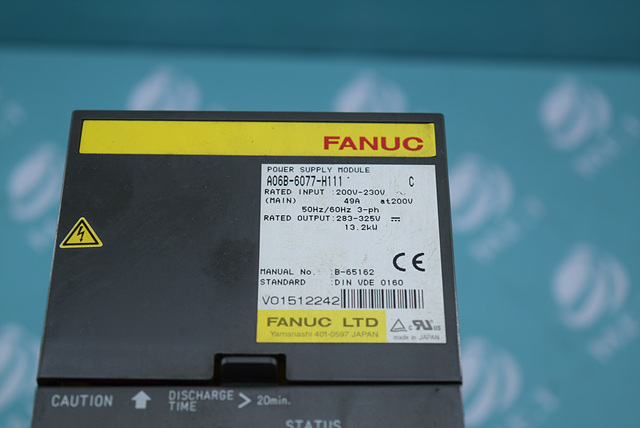 FANUC
POWER SUPPLY MODULE
A06B-6077-H111 C
RATED INPUT :200V-230V
(MAIN) 49A at200V
50Hz/60Hz 3-ph
RATED OUTPUT:283-325V
13.2kW
CE
MANUAL No. :B-65162
STANDARD :DIN VDE 0160
V01512242
FANUC LTD
Yamanashi 401-0597 JAPAN
c us
made in JAPAN
CAUTION DISCHARGE TIME > 20min.
STATUS